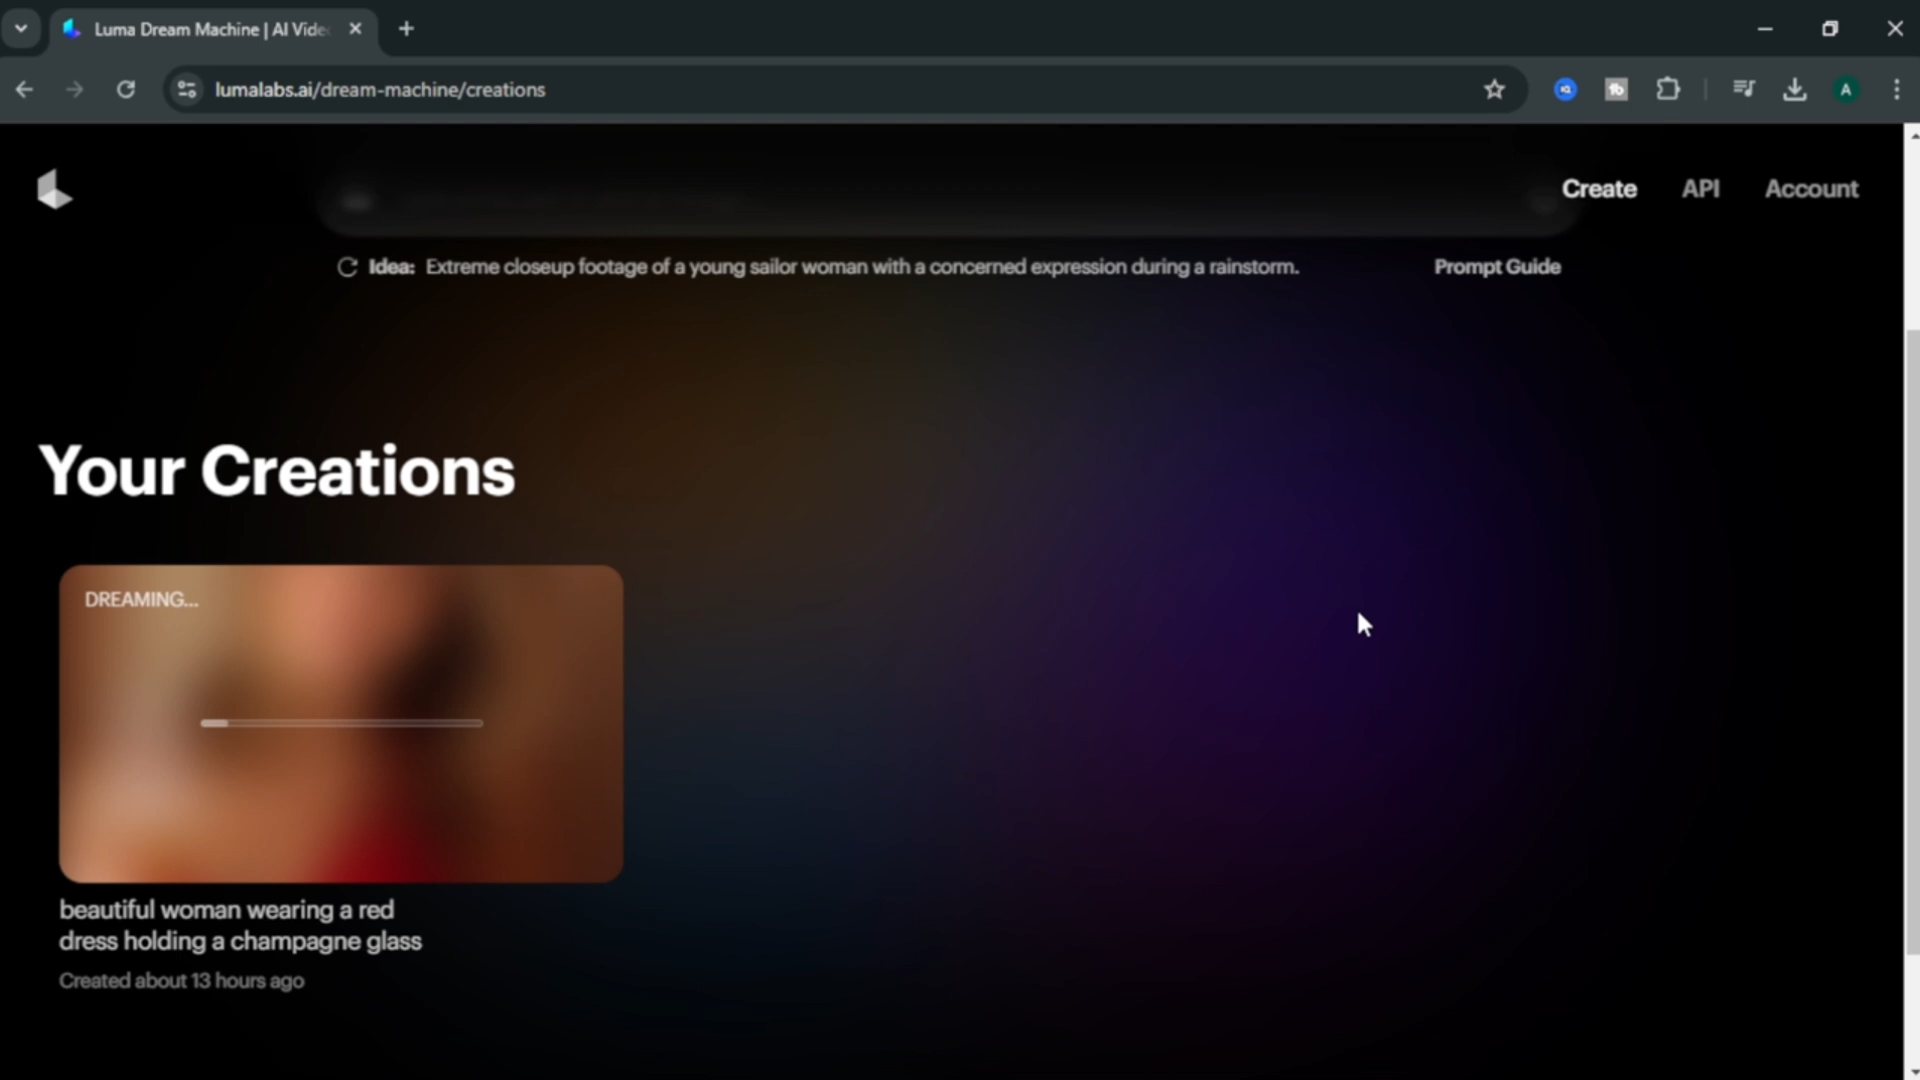 Luma Dream Machine | AI Vide
lumalabs.ai/dream-machine/creations
A
Create API Account
Idea: Extreme closeup footage of a young sailor woman with a concerned expression during a rainstorm. Prompt Guide
Your Creations
DREAMING...
beautiful woman wearing a red
dress holding a champagne glass
Created about 13 hours ago